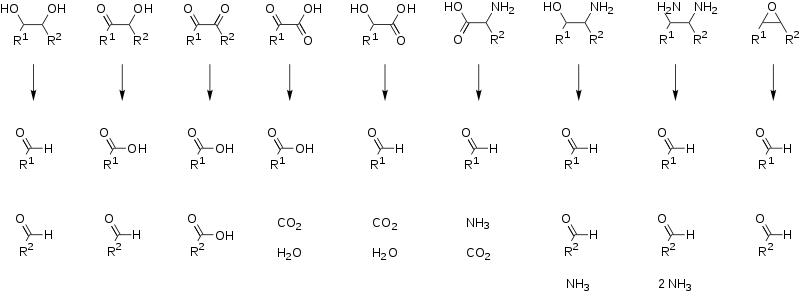 HO OH O OH O O O OH HO OH HO NH₂ HO NH₂ H₂N NH₂ O
O O O
R¹ R² R¹ R² R¹ R² R¹ R¹ R R¹ R² R¹ R² R¹ R²
O O O O O O O O O
H OH OH OH H H H H H
R¹ R¹ R¹ R¹ R¹ R R¹ R¹ R¹
O O O CO₂ CO₂ NH₃ O O O
H H OH H H H
R² R² R² H₂O H₂O CO₂ R² R² R²
NH₃ 2 NH₃